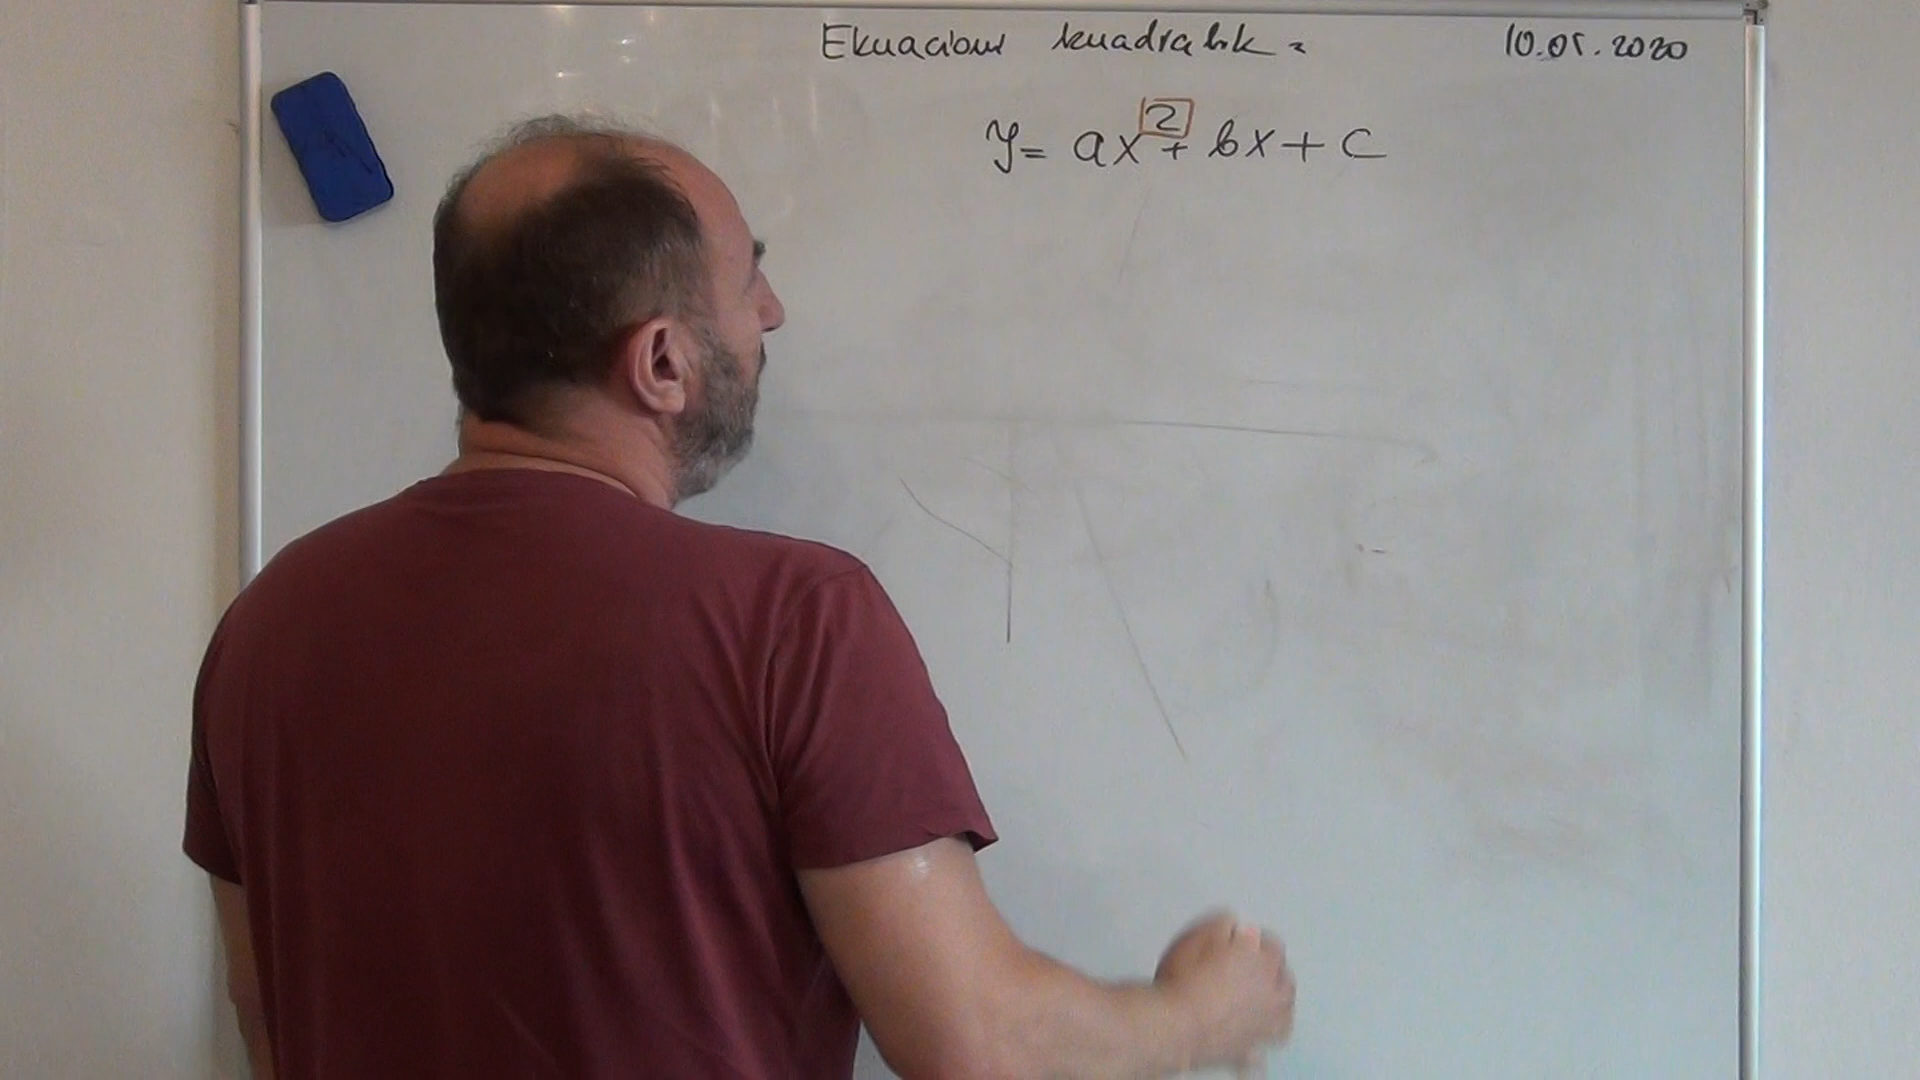 Ekuacioni kuadratik = 10.05.2020
y = ax² + bx + c